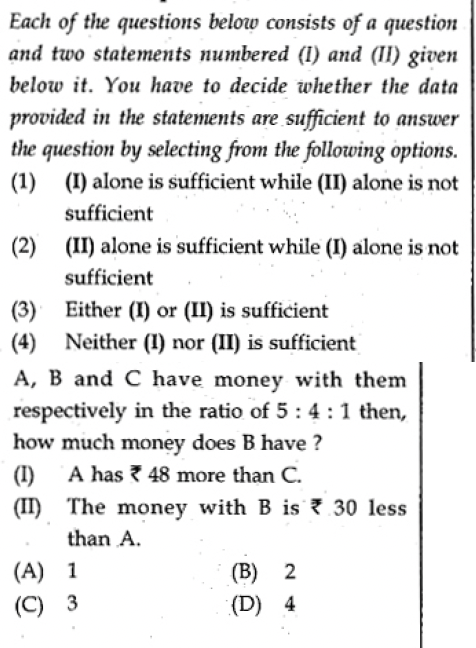 Each of the questions below consists of a question
and two statements numbered (I) and (II) given
below it. You have to decide whether the data
provided in the statements are sufficient to answer
the question by selecting from the following options.
(1) (I) alone is sufficient while (II) alone is not
sufficient
(2) (II) alone is sufficient while (I) alone is not
sufficient
(3) Either (I) or (II) is sufficient
(4) Neither (I) nor (II) is sufficient
A, B and C have money with them
respectively in the ratio of 5 : 4 : 1 then,
how much money does B have ?
(I) A has ₹ 48 more than C.
(II) The money with B is ₹ 30 less
than A.
(A) 1 (B) 2
(C) 3 (D) 4